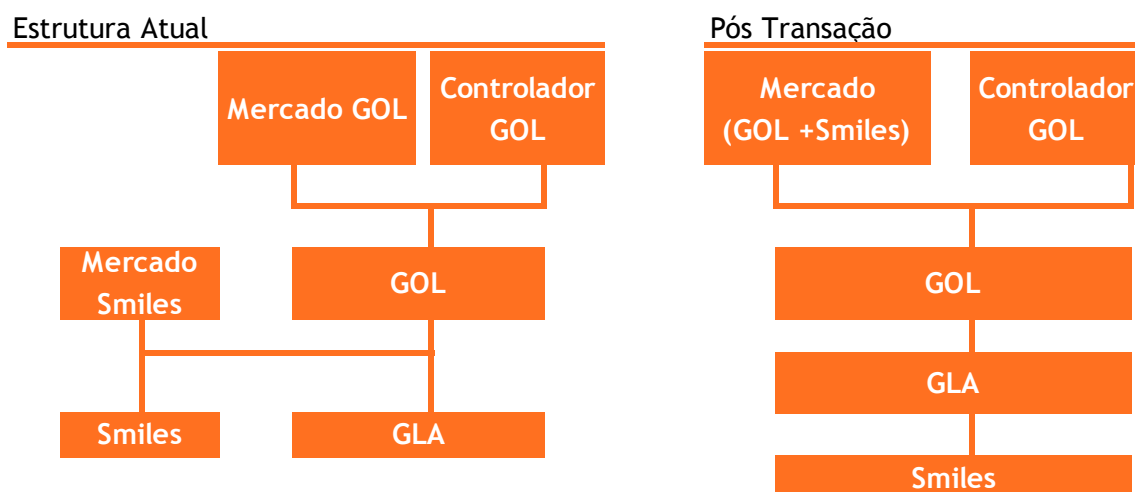 Estrutura Atual
Mercado GOL
Controlador
GOL
Mercado
Smiles
GOL
Smiles
GLA
Pós Transação
Mercado
(GOL +Smiles)
Controlador
GOL
GOL
GLA
Smiles